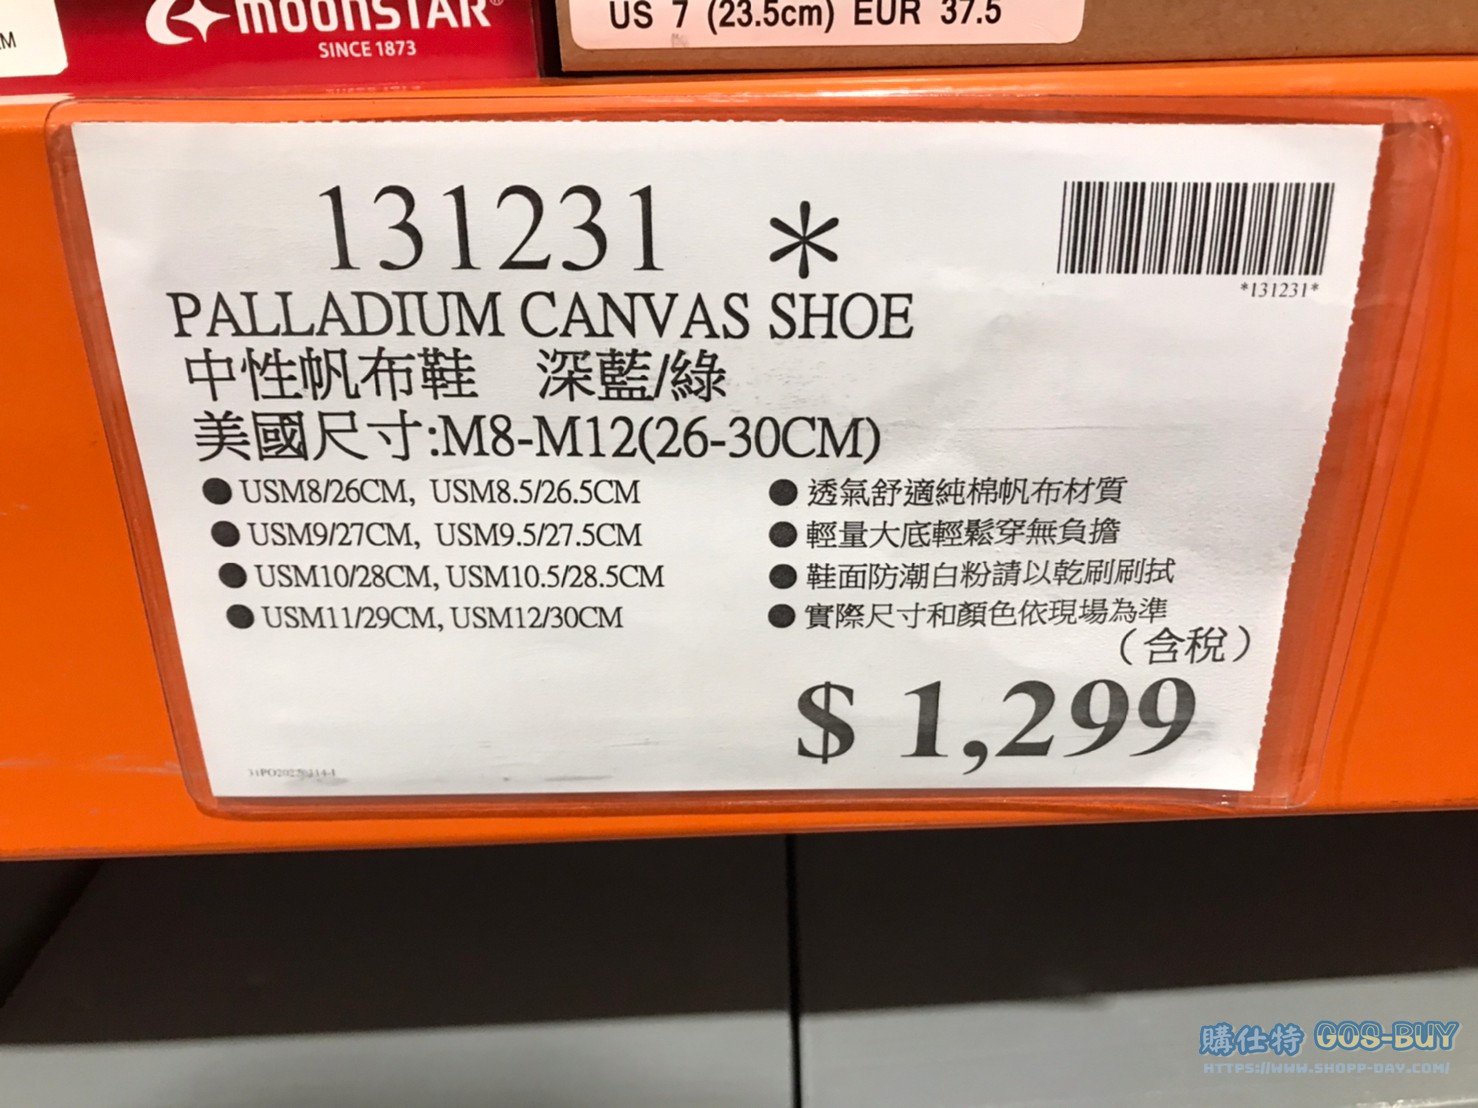 M
MOONSTAR®
SINCE 1873
US 7 (23.5cm) EUR 37.5
131231 *
*131231*
PALLADIUM CANVAS SHOE
中性帆布鞋 深藍/綠
美國尺寸:M8-M12(26-30CM)
● USM8/26CM, USM8.5/26.5CM
● USM9/27CM, USM9.5/27.5CM
● USM10/28CM, USM10.5/28.5CM
● USM11/29CM, USM12/30CM
● 透氣舒適純棉帆布材質
● 輕量大底輕鬆穿無負擔
● 鞋面防潮白粉請以乾刷刷拭
● 實際尺寸和顏色依現場為準
(含稅)
$ 1,299
購仕特 GOS-BUY
HTTPS://WWW.SHOPP-DAY.COM/